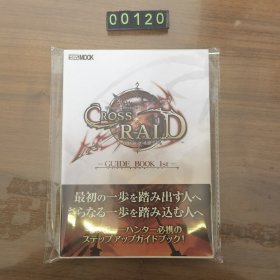 00120
MOOK
CROSS
RAID
GUIDE BOOK 1st
最初の一歩を踏み出す人へ
さらなる一歩を踏み込む人へ
ーハンター必携の
ステップアップガイドブック!